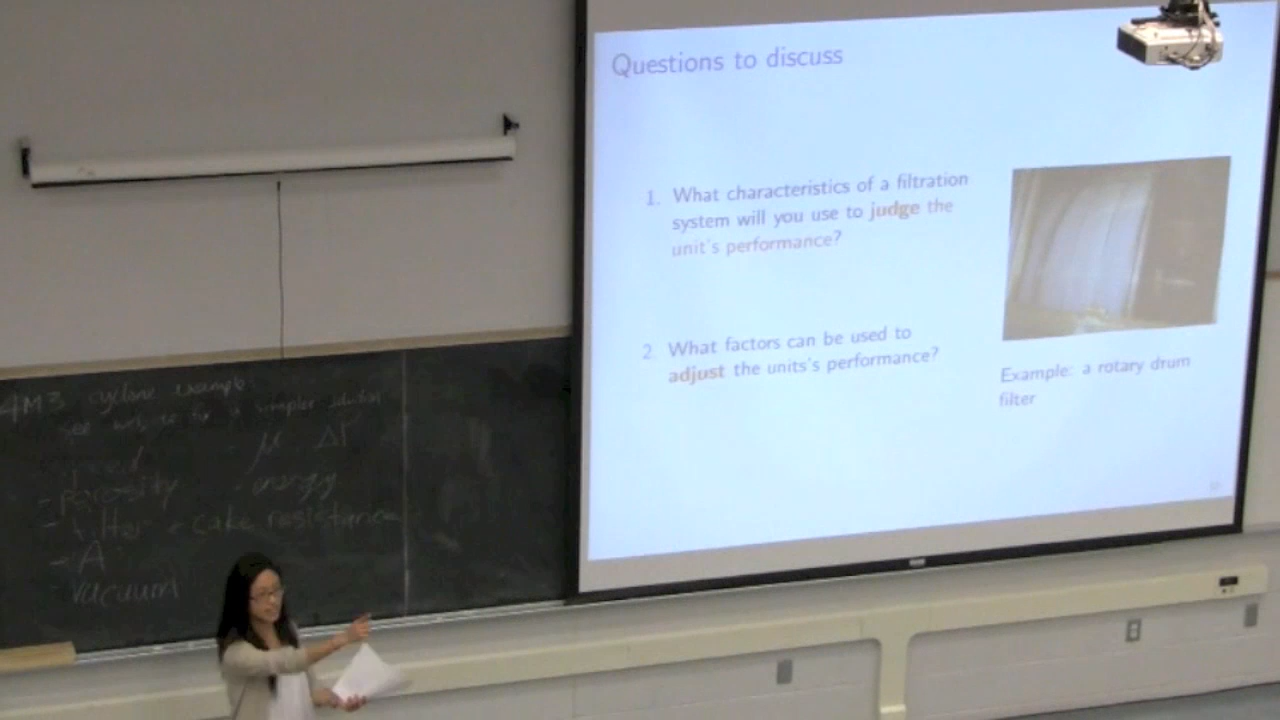 Questions to discuss
1. What characteristics of a filtration
system will you use to judge the
unit's performance?
2. What factors can be used to
adjust the units's performance?
Example: a rotary drum
filter
4M3 cyclone example
see for a simpler solution
speed
μ ΔP
- porosity
- energy
- filter + cake resistance
- A
- vacuum